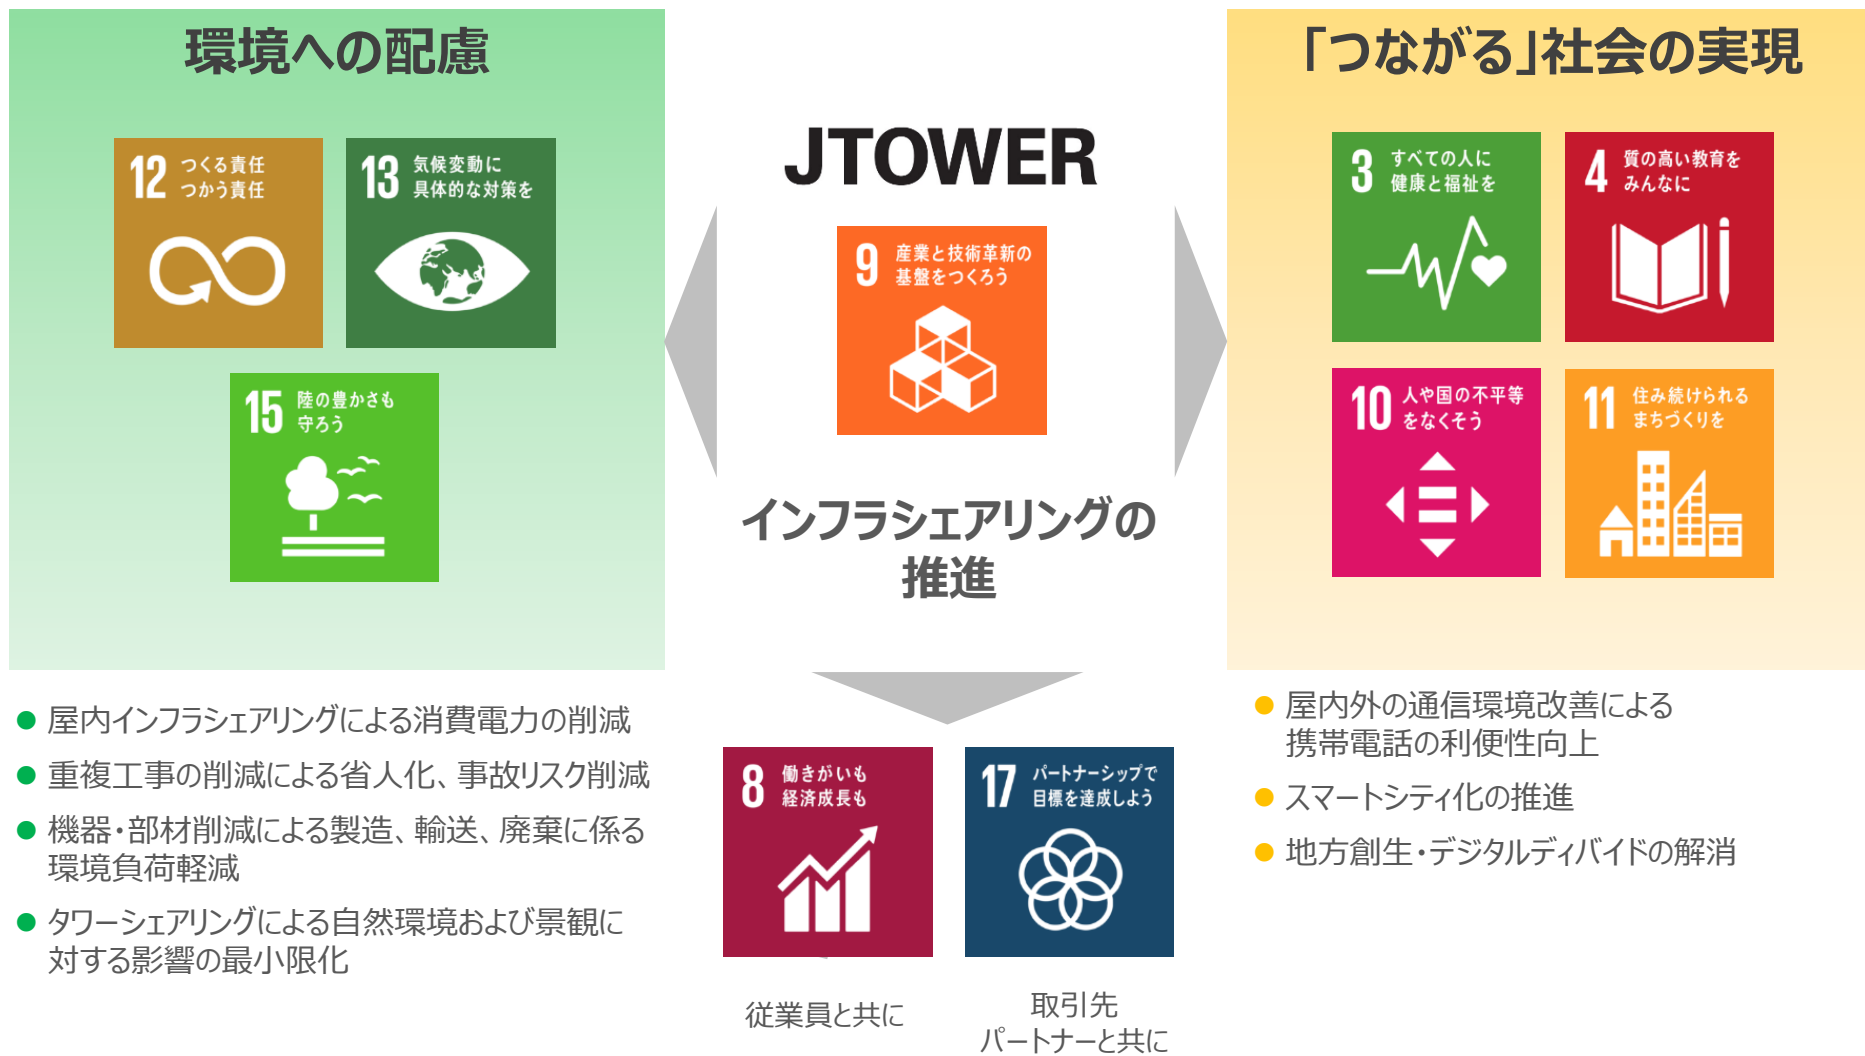 環境への配慮
12 つくる責任
つかう責任
13 気候変動に
具体的な対策を
15 陸の豊かさも
守ろう
● 屋内インフラシェアリングによる消費電力の削減
● 重複工事の削減による省人化、事故リスク削減
● 機器・部材削減による製造、輸送、廃棄に係る
環境負荷軽減
● タワーシェアリングによる自然環境および景観に
対する影響の最小限化
JTOWER
9 産業と技術革新の
基盤をつくろう
インフラシェアリングの
推進
8 働きがいも
経済成長も
従業員と共に
17 パートナーシップで
目標を達成しよう
取引先
パートナーと共に
「つながる」社会の実現
3 すべての人に
健康と福祉を
4 質の高い教育を
みんなに
10 人や国の不平等
をなくそう
11 住み続けられる
まちづくりを
● 屋内外の通信環境改善による
携帯電話の利便性向上
● スマートシティ化の推進
● 地方創生・デジタルディバイドの解消